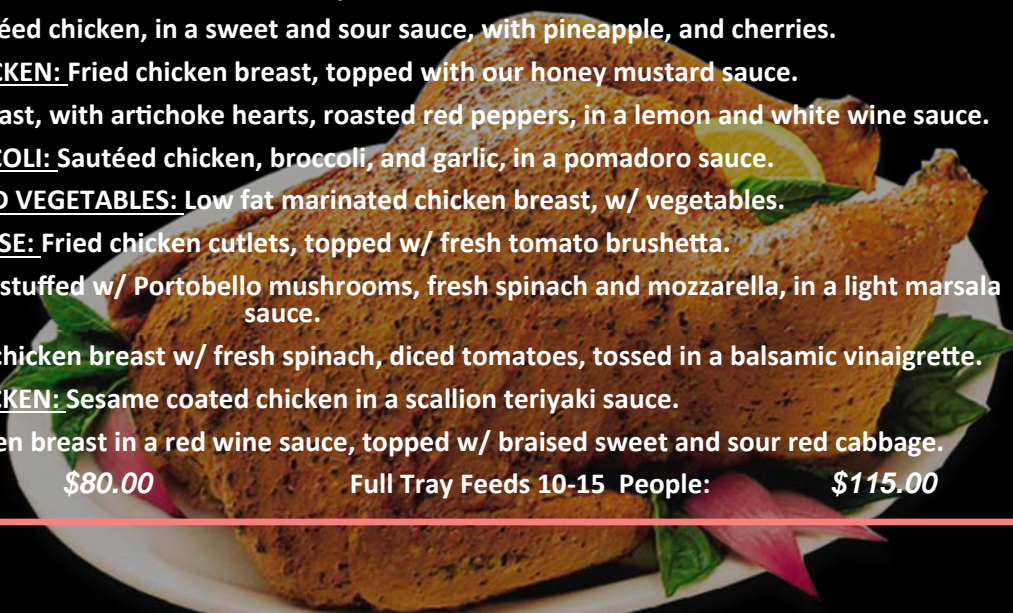 éed chicken, in a sweet and sour sauce, with pineapple, and cherries.
CKEN: Fried chicken breast, topped with our honey mustard sauce.
ast, with artichoke hearts, roasted red peppers, in a lemon and white wine sauce.
COLI: Sautéed chicken, broccoli, and garlic, in a pomadoro sauce.
D VEGETABLES: Low fat marinated chicken breast, w/ vegetables.
SE: Fried chicken cutlets, topped w/ fresh tomato brushetta.
stuffed w/ Portobello mushrooms, fresh spinach and mozzarella, in a light marsala
sauce.
chicken breast w/ fresh spinach, diced tomatoes, tossed in a balsamic vinaigrette.
CKEN: Sesame coated chicken in a scallion teriyaki sauce.
en breast in a red wine sauce, topped w/ braised sweet and sour red cabbage.
$80.00 Full Tray Feeds 10-15 People: $115.00